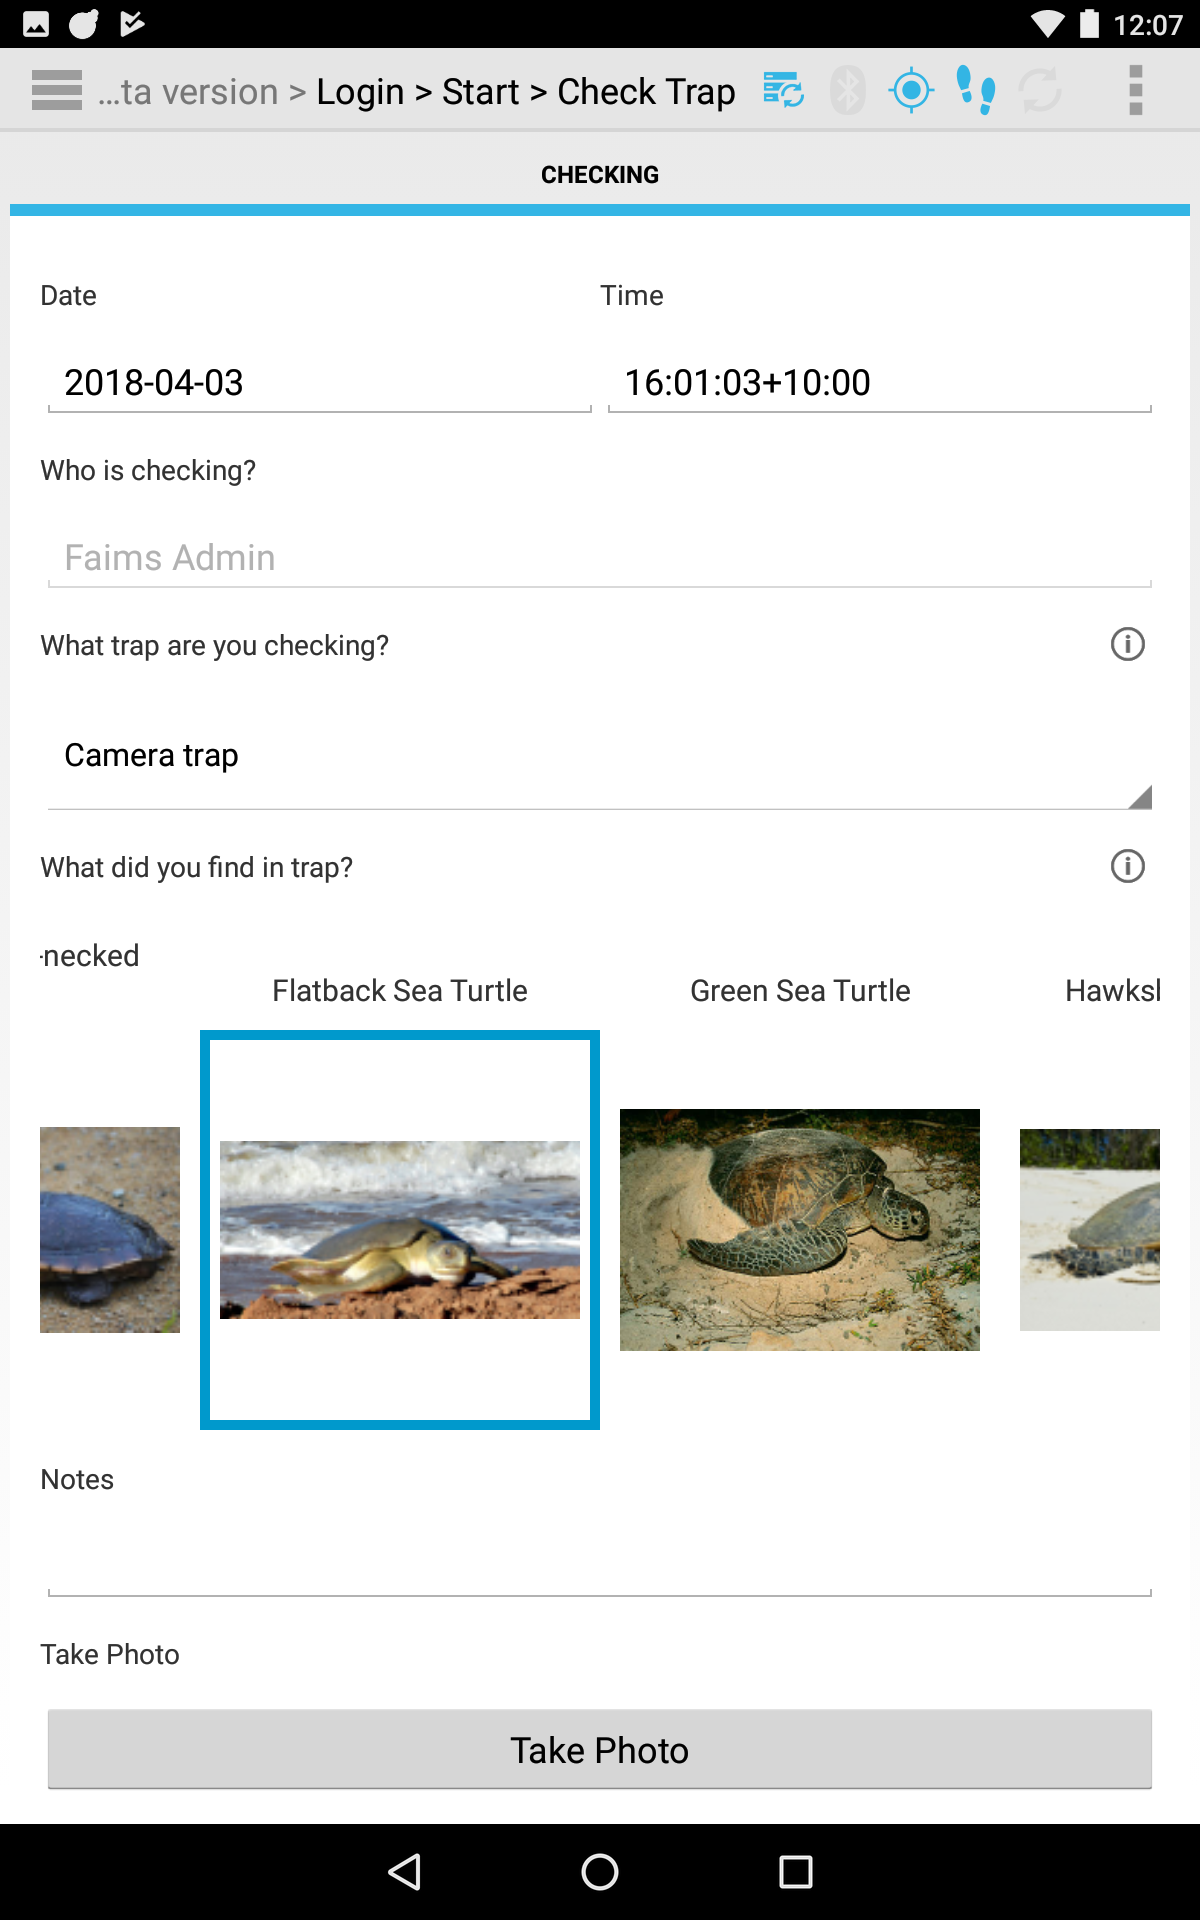 12:07
...ta version > Login > Start > Check Trap
CHECKING
Date
Time
2018-04-03
16:01:03+10:00
Who is checking?
Faims Admin
What trap are you checking?
Camera trap
What did you find in trap?
-necked
Flatback Sea Turtle
Green Sea Turtle
Notes
Take Photo
Take Photo